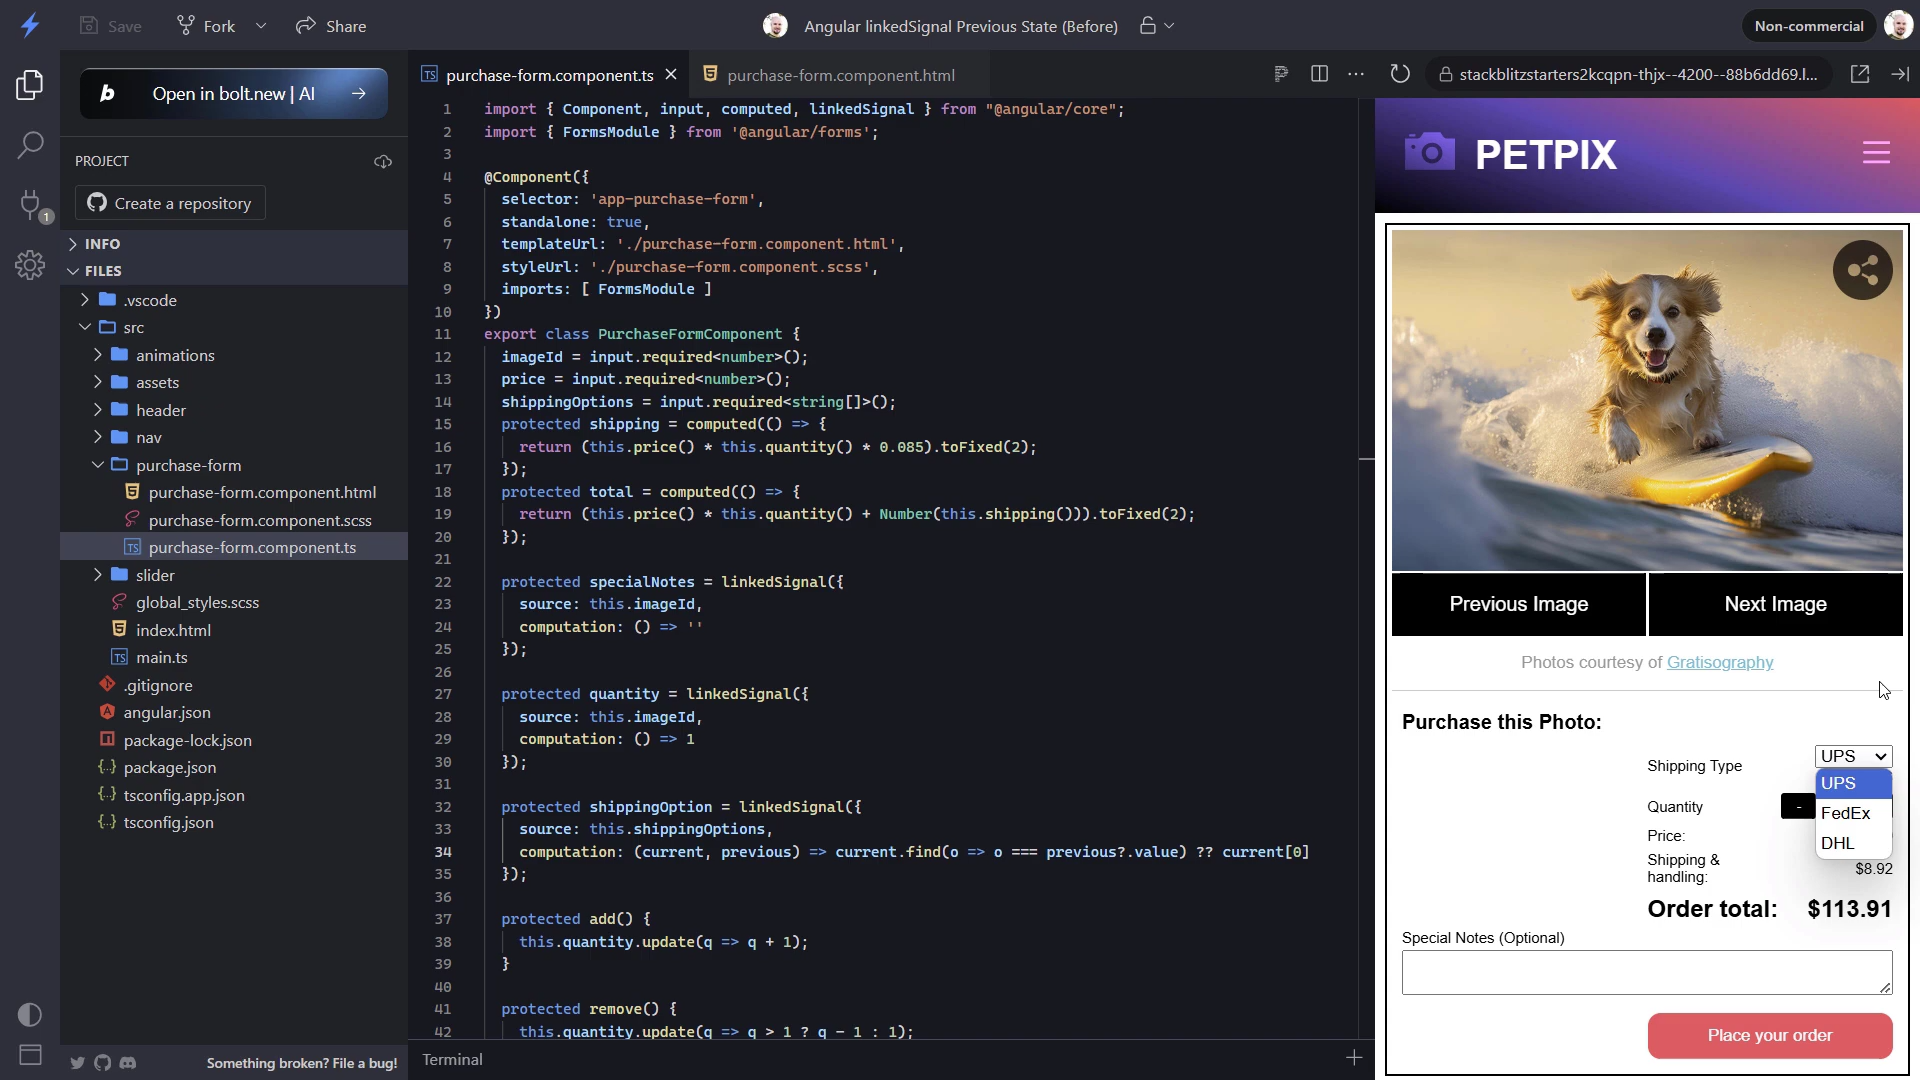 Save
Fork
Share
Angular linkedSignal Previous State (Before)
Non-commercial
b Open in bolt.new | AI
PROJECT
Create a repository
1
INFO
FILES
.vscode
src
animations
assets
header
nav
purchase-form
purchase-form.component.html
purchase-form.component.scss
TS purchase-form.component.ts
slider
global_styles.scss
index.html
TS main.ts
.gitignore
angular.json
package-lock.json
package.json
tsconfig.app.json
tsconfig.json
Something broken? File a bug!
TS purchase-form.component.ts
purchase-form.component.html
1 import { Component, input, computed, linkedSignal } from "@angular/core";
2 import { FormsModule } from '@angular/forms';
3
4 @Component({
5 selector: 'app-purchase-form',
6 standalone: true,
7 templateUrl: './purchase-form.component.html',
8 styleUrl: './purchase-form.component.scss',
9 imports: [ FormsModule ]
10 })
11 export class PurchaseFormComponent {
12 imageId = input.required<number>();
13 price = input.required<number>();
14 shippingOptions = input.required<string[]>();
15 protected shipping = computed(() => {
16 return (this.price() * this.quantity() * 0.085).toFixed(2);
17 });
18 protected total = computed(() => {
19 return (this.price() * this.quantity() + Number(this.shipping())).toFixed(2);
20 });
21
22 protected specialNotes = linkedSignal({
23 source: this.imageId,
24 computation: () => ''
25 });
26
27 protected quantity = linkedSignal({
28 source: this.imageId,
29 computation: () => 1
30 });
31
32 protected shippingOption = linkedSignal({
33 source: this.shippingOptions,
34 computation: (current, previous) => current.find(o => o === previous?.value) ?? current[0]
35 });
36
37 protected add() {
38 this.quantity.update(q => q + 1);
39 }
40
41 protected remove() {
42 this.quantity.update(q => q > 1 ? q - 1 : 1);
Terminal
stackblitzstarters2kcqpn-thjx--4200--88b6dd69.l...
PETPIX
Previous Image
Next Image
Photos courtesy of Gratisography
Purchase this Photo:
Shipping Type
UPS
UPS
FedEx
DHL
Quantity
-
Price:
Shipping & handling:
$8.92
Order total: $113.91
Special Notes (Optional)
Place your order